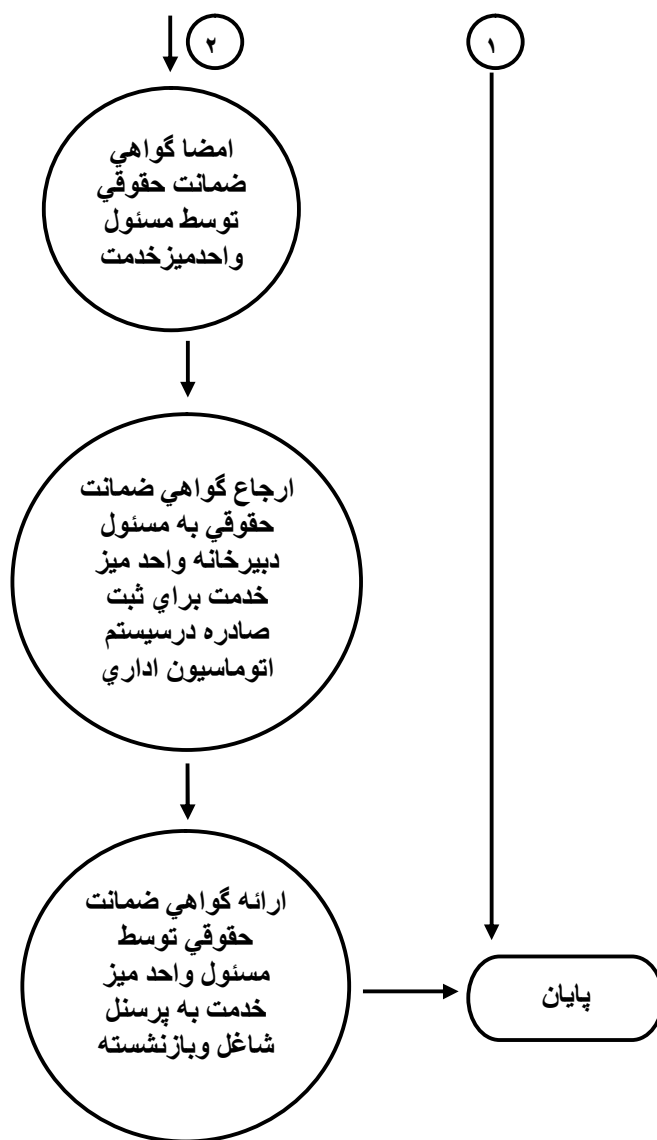 ۱
۲
امضا گواهي
ضمانت حقوقي
توسط مسئول
واحدميزخدمت
ارجاع گواهي ضمانت
حقوقي به مسئول
دبيرخانه واحد ميز
خدمت براي ثبت
صادره درسيستم
اتوماسيون اداري
ارائه گواهي ضمانت
حقوقي توسط
مسئول واحد ميز
خدمت به پرسنل
شاغل وبازنشسته
پايان